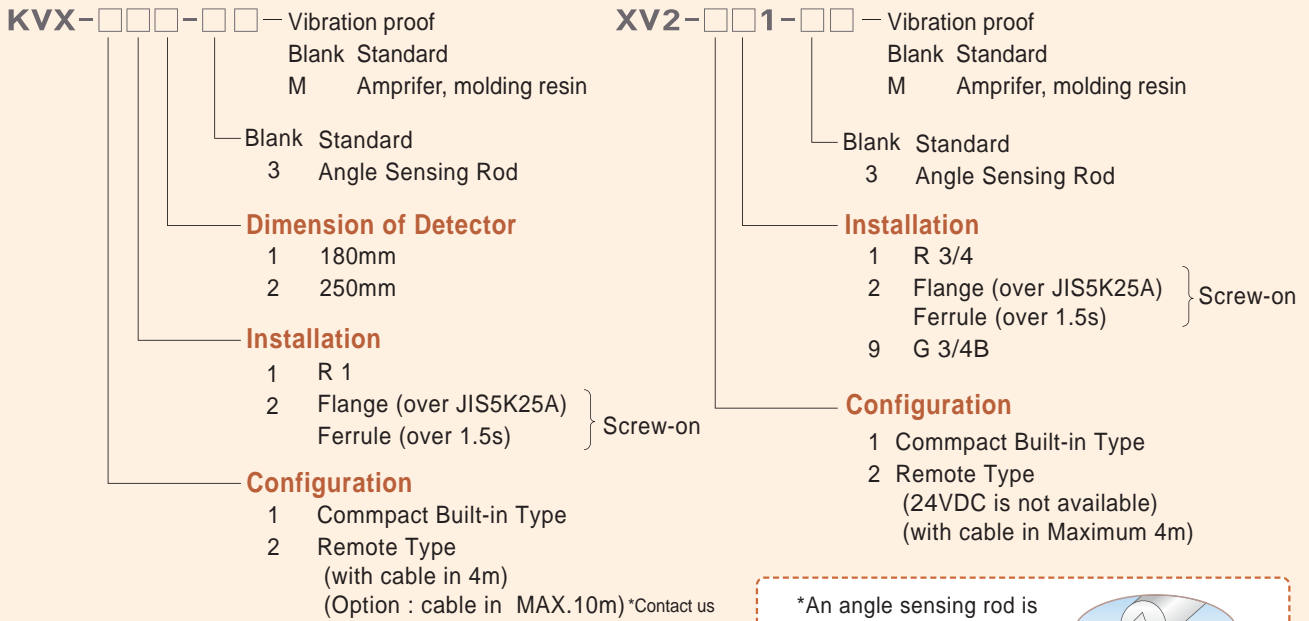 KVX-□□□-□□ Vibration proof
Blank Standard
M Amprifer, molding resin
Blank Standard
3 Angle Sensing Rod
Dimension of Detector
1 180mm
2 250mm
Installation
1 R 1
2 Flange (over JIS5K25A)
Ferrule (over 1.5s)
Screw-on
Configuration
1 Commpact Built-in Type
2 Remote Type
(with cable in 4m)
(Option : cable in MAX.10m) *Contact us
XV2-□□1-□□ Vibration proof
Blank Standard
M Amprifer, molding resin
Blank Standard
3 Angle Sensing Rod
Installation
1 R 3/4
2 Flange (over JIS5K25A)
Ferrule (over 1.5s)
Screw-on
9 G 3/4B
Configuration
1 Commpact Built-in Type
2 Remote Type
(24VDC is not available)
(with cable in Maximum 4m)
*An angle sensing rod is